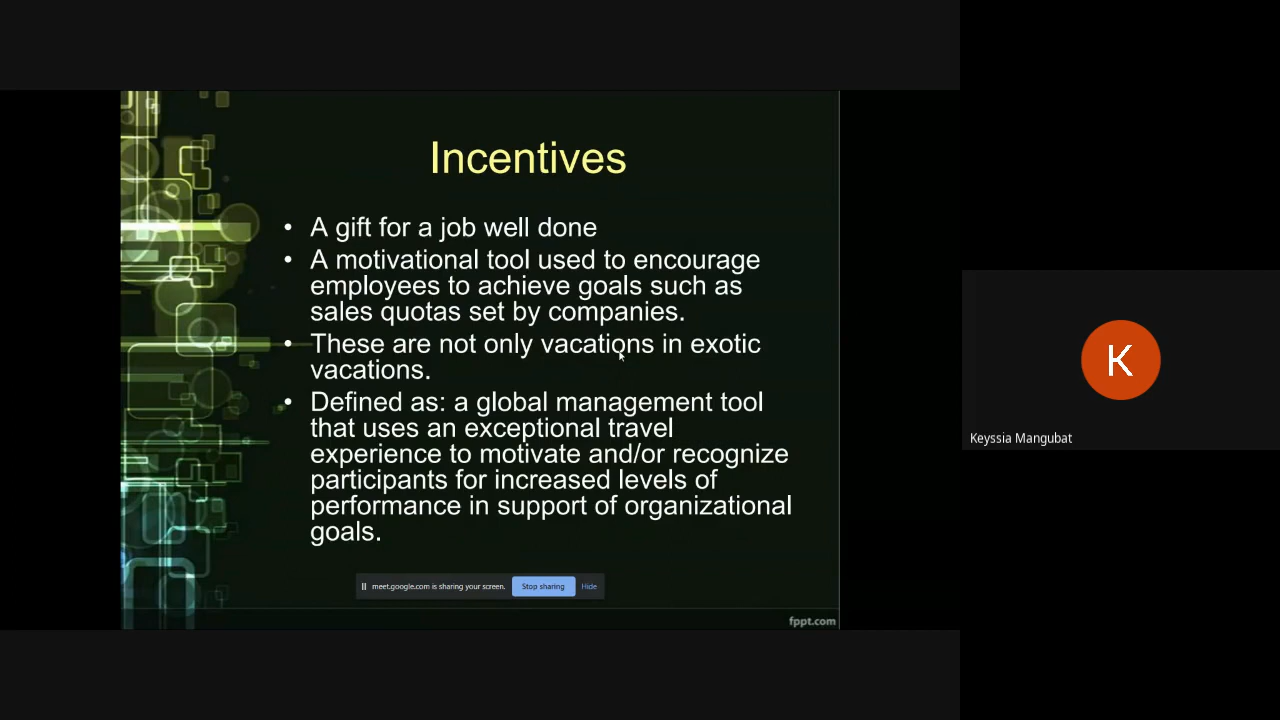 Incentives
• A gift for a job well done
• A motivational tool used to encourage
employees to achieve goals such as
sales quotas set by companies.
• These are not only vacations in exotic
vacations.
• Defined as: a global management tool
that uses an exceptional travel
experience to motivate and/or recognize
participants for increased levels of
performance in support of organizational
goals.
meet.google.com is sharing your screen. Stop sharing Hide
fppt.com
K
Keyssia Mangubat